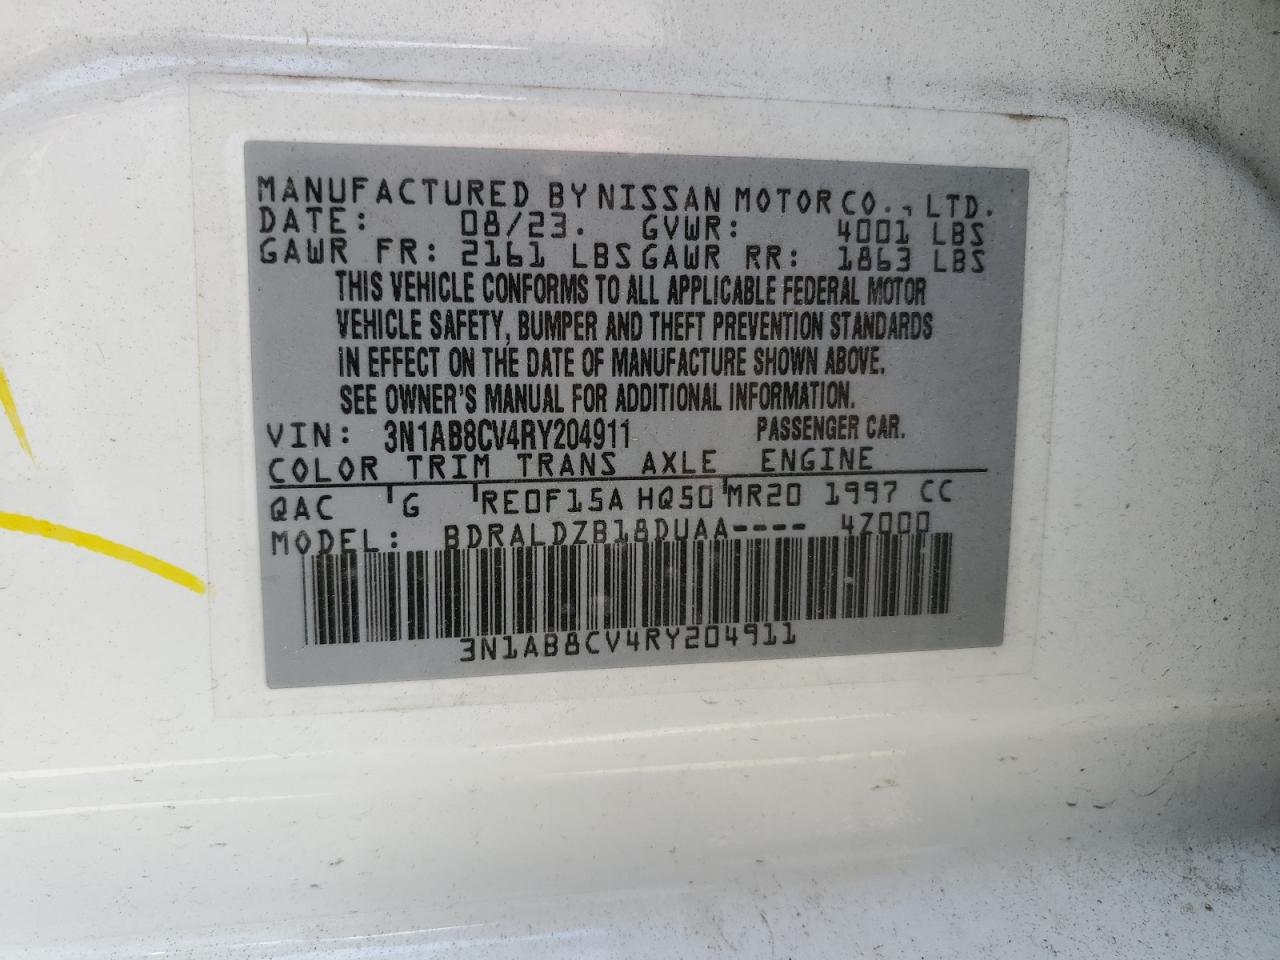 MANUFACTURED BY NISSAN MOTOR CO., LTD.
DATE: 08/23. GVWR: 4001 LBS
GAWR FR: 2161 LBS GAWR RR: 1863 LBS
THIS VEHICLE CONFORMS TO ALL APPLICABLE FEDERAL MOTOR
VEHICLE SAFETY, BUMPER AND THEFT PREVENTION STANDARDS
IN EFFECT ON THE DATE OF MANUFACTURE SHOWN ABOVE.
SEE OWNER'S MANUAL FOR ADDITIONAL INFORMATION.
VIN: 3N1AB8CV4RY204911 PASSENGER CAR.
COLOR TRIM TRANS AXLE ENGINE
QAC G RE0F15A HQ50 MR20 1997 CC
MODEL: BDRALDZB18DUAA---- 4Z000
3N1AB8CV4RY204911